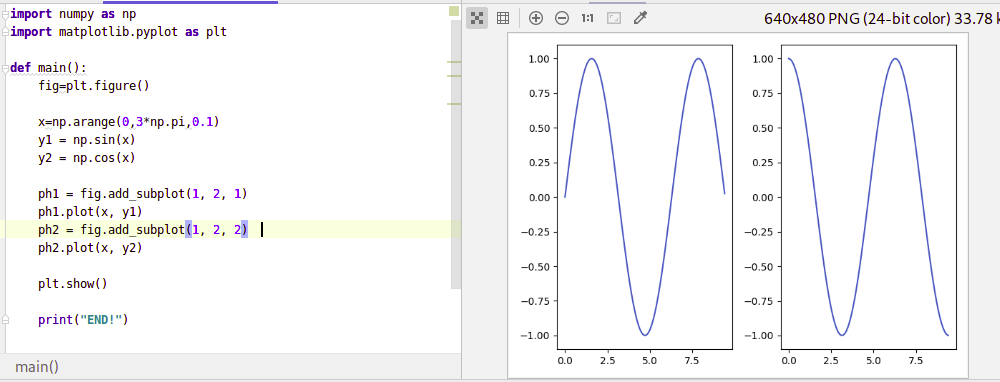 import numpy as np
import matplotlib.pyplot as plt
def main():
fig=plt.figure()
x=np.arange(0,3*np.pi,0.1)
y1 = np.sin(x)
y2 = np.cos(x)
ph1 = fig.add_subplot(1, 2, 1)
ph1.plot(x, y1)
ph2 = fig.add_subplot(1, 2, 2)
ph2.plot(x, y2)
plt.show()
print("END!")
main()
1:1
640x480 PNG (24-bit color) 33.78 k
1.00
0.75
0.50
0.25
0.00
−0.25
−0.50
−0.75
−1.00
0.0 2.5 5.0 7.5
1.00
0.75
0.50
0.25
0.00
−0.25
−0.50
−0.75
−1.00
0.0 2.5 5.0 7.5